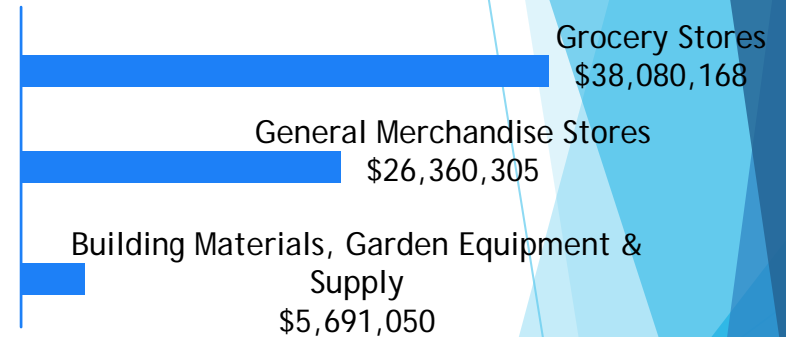 Grocery Stores
$38,080,168
General Merchandise Stores
$26,360,305
Building Materials, Garden Equipment &
Supply
$5,691,050